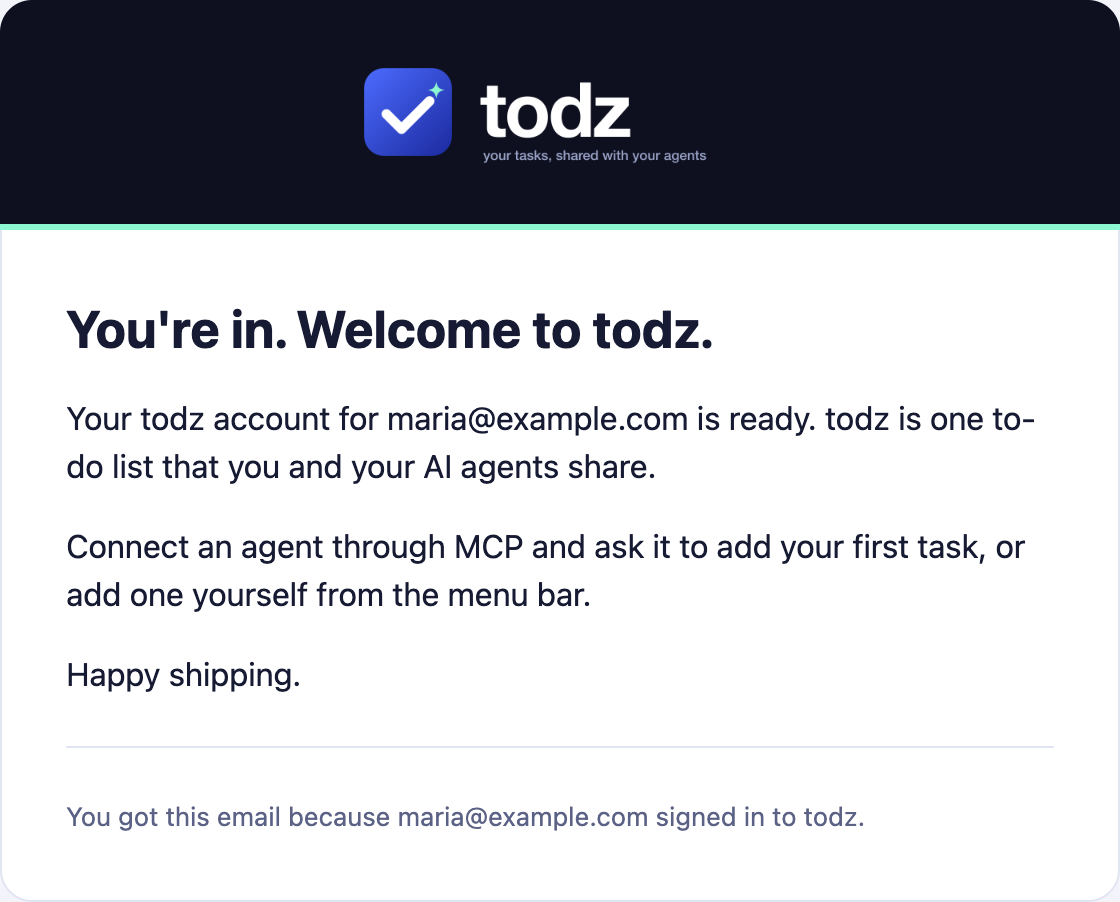 todz
your tasks, shared with your agents
You're in. Welcome to todz.
Your todz account for maria@example.com is ready. todz is one to-
do list that you and your AI agents share.
Connect an agent through MCP and ask it to add your first task, or
add one yourself from the menu bar.
Happy shipping.
You got this email because maria@example.com signed in to todz.